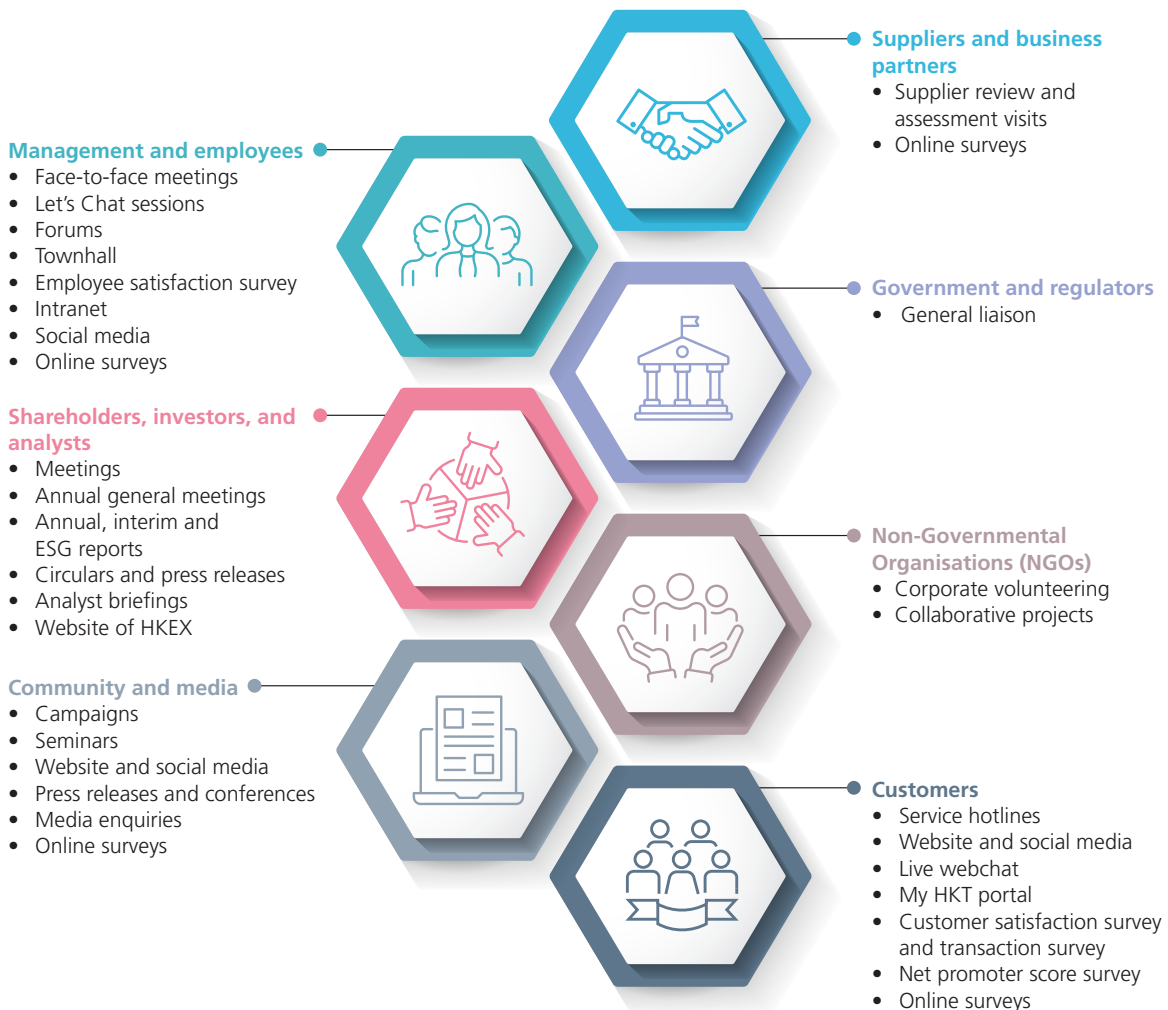 Suppliers and business
partners
• Supplier review and
assessment visits
• Online surveys
Management and employees
• Face-to-face meetings
• Let’s Chat sessions
• Forums
• Townhall
• Employee satisfaction survey
• Intranet
• Social media
• Online surveys
Government and regulators
• General liaison
Shareholders, investors, and
analysts
• Meetings
• Annual general meetings
• Annual, interim and
ESG reports
• Circulars and press releases
• Analyst briefings
• Website of HKEX
Non-Governmental
Organisations (NGOs)
• Corporate volunteering
• Collaborative projects
Community and media
• Campaigns
• Seminars
• Website and social media
• Press releases and conferences
• Media enquiries
• Online surveys
Customers
• Service hotlines
• Website and social media
• Live webchat
• My HKT portal
• Customer satisfaction survey
and transaction survey
• Net promoter score survey
• Online surveys